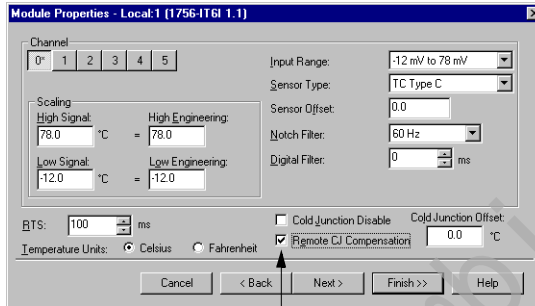 Module Properties - Local:1 (1756-IT6I 1.1)
Channel
0* 1 2 3 4 5
Input Range: -12 mV to 78 mV
Sensor Type: TC Type C
Sensor Offset: 0.0
Notch Filter: 60 Hz
Digital Filter: 0 ms
Scaling
High Signal: High Engineering:
78.0 °C = 78.0
Low Signal: Low Engineering:
-12.0 °C = -12.0
RTS: 100 ms
Temperature Units: Celsius Fahrenheit
Cold Junction Disable
Remote CJ Compensation
Cold Junction Offset:
0.0 °C
Cancel < Back Next > Finish >> Help